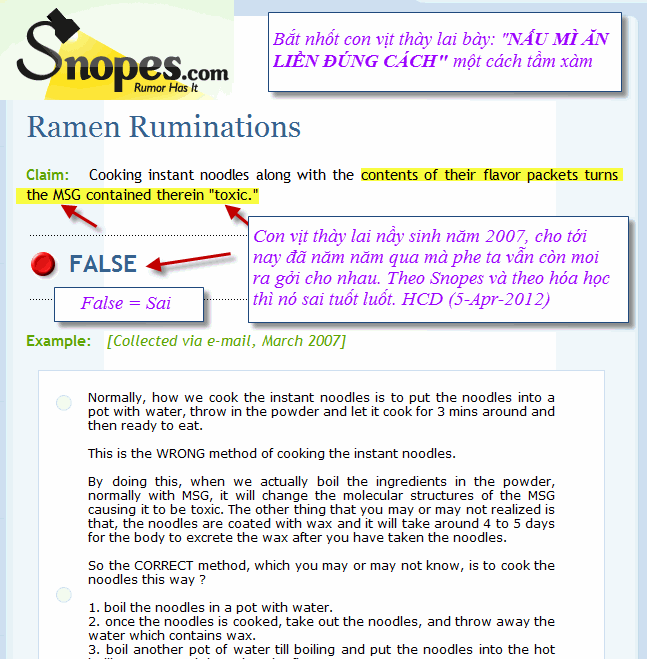 Snopes.com
Rumor Has It
Bắt nhốt con vịt thày lai bày: "NẤU MÌ ĂN
LIỀN ĐÚNG CÁCH" một cách tầm xàm
Ramen Ruminations
Claim: Cooking instant noodles along with the contents of their flavor packets turns
the MSG contained therein "toxic."
Con vịt thày lai nầy sinh năm 2007, cho tới
nay đã năm năm qua mà phe ta vẫn còn moi
ra gởi cho nhau. Theo Snopes và theo hóa học
thì nó sai tuốt luốt. HCD (5-Apr-2012)
FALSE
False = Sai
Example: [Collected via e-mail, March 2007]
Normally, how we cook the instant noodles is to put the noodles into a
pot with water, throw in the powder and let it cook for 3 mins around and
then ready to eat.
This is the WRONG method of cooking the instant noodles.
By doing this, when we actually boil the ingredients in the powder,
normally with MSG, it will change the molecular structures of the MSG
causing it to be toxic. The other thing that you may or may not realized is
that, the noodles are coated with wax and it will take around 4 to 5 days
for the body to excrete the wax after you have taken the noodles.
So the CORRECT method, which you may or may not know, is to cook the
noodles this way ?
1. boil the noodles in a pot with water.
2. once the noodles is cooked, take out the noodles, and throw away the
water which contains wax.
3. boil another pot of water till boiling and put the noodles into the hot